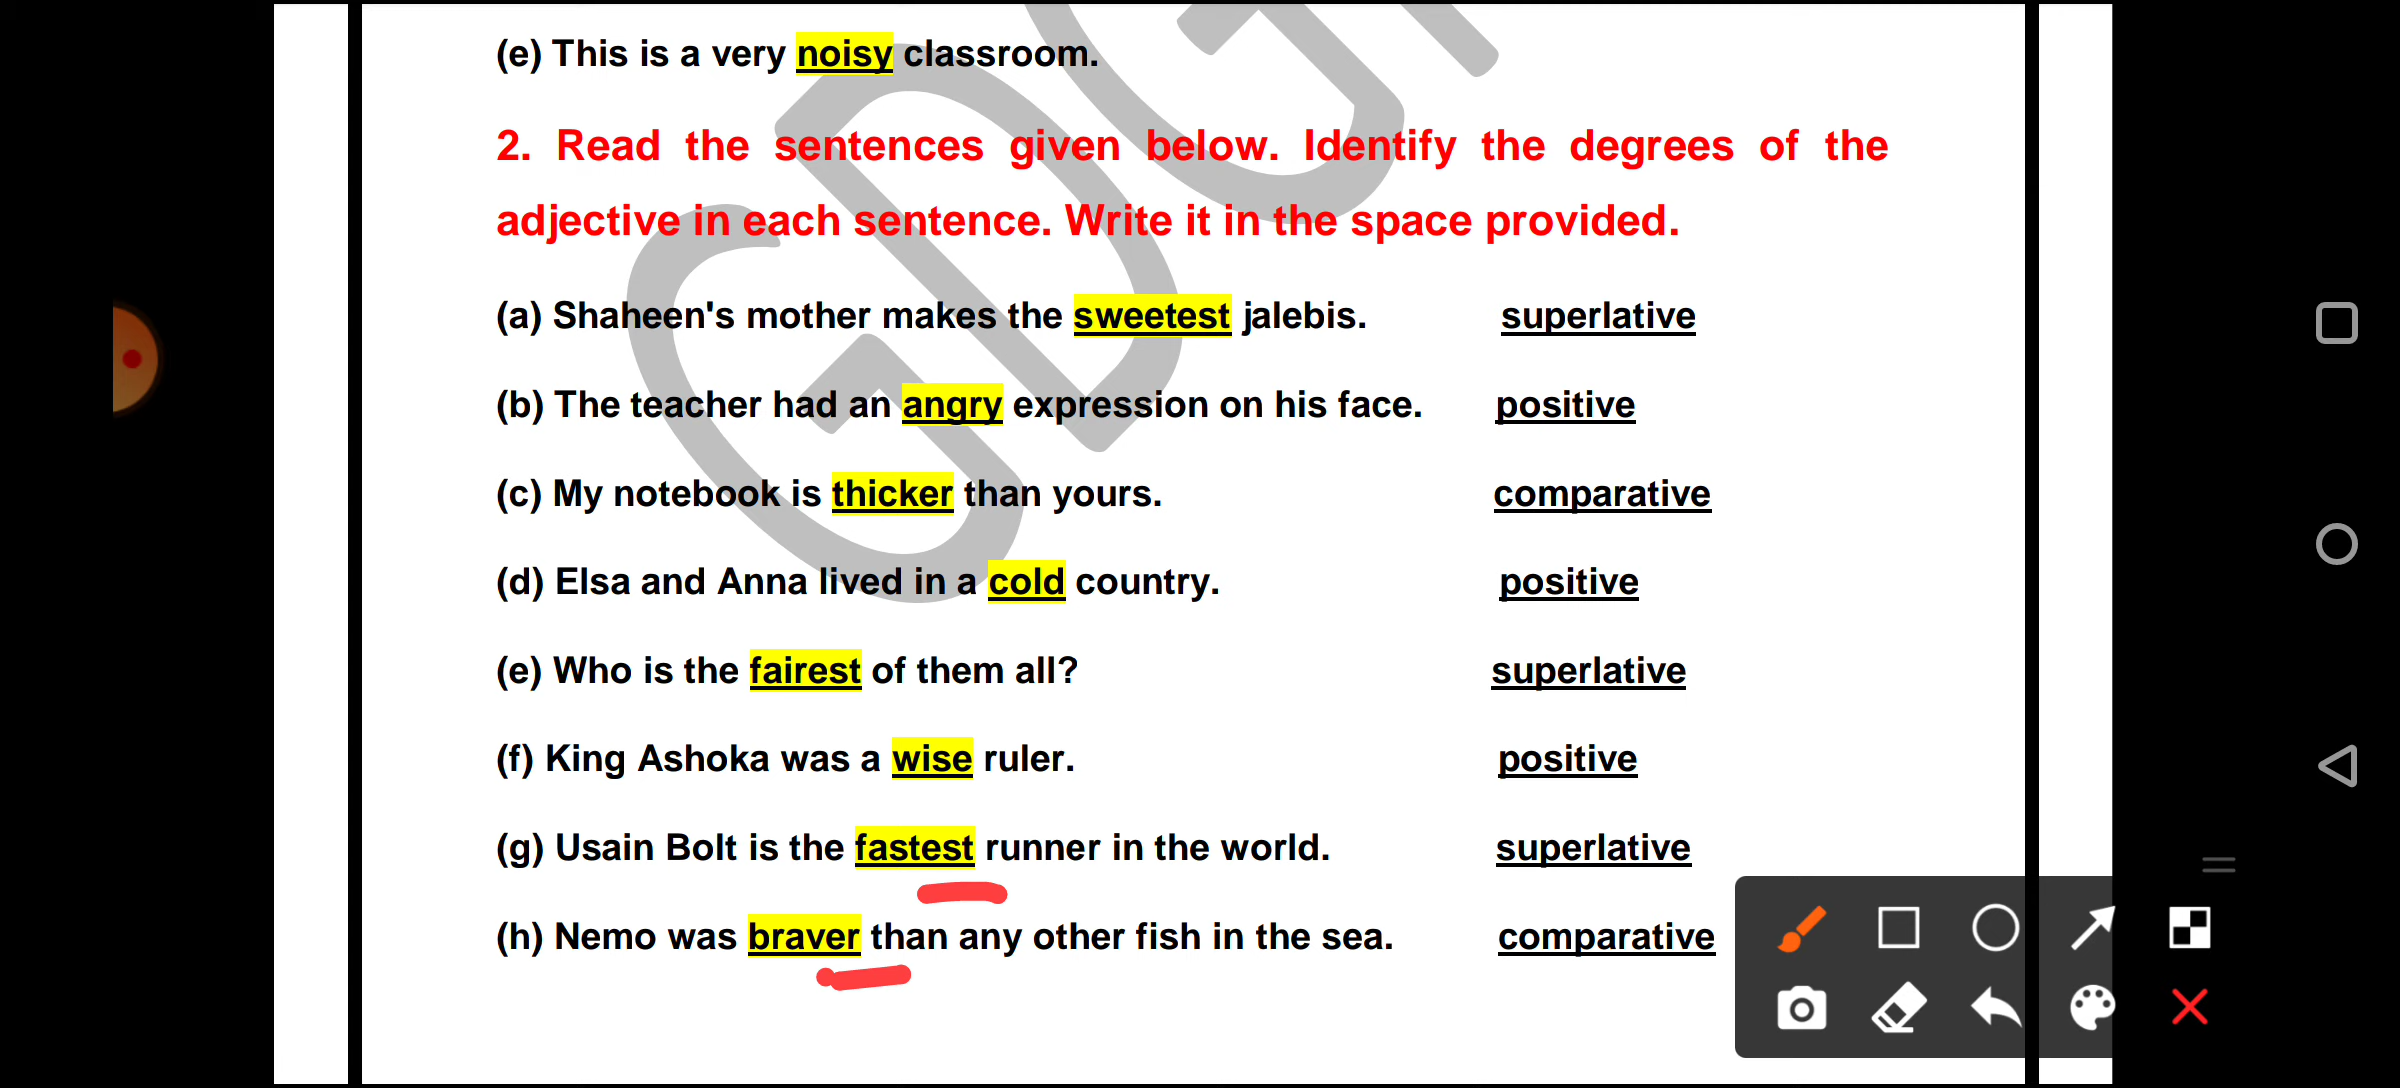 (e) This is a very noisy classroom.
2. Read the sentences given below. Identify the degrees of the
adjective in each sentence. Write it in the space provided.
(a) Shaheen's mother makes the sweetest jalebis. superlative
(b) The teacher had an angry expression on his face. positive
(c) My notebook is thicker than yours. comparative
(d) Elsa and Anna lived in a cold country. positive
(e) Who is the fairest of them all? superlative
(f) King Ashoka was a wise ruler. positive
(g) Usain Bolt is the fastest runner in the world. superlative
(h) Nemo was braver than any other fish in the sea. comparative